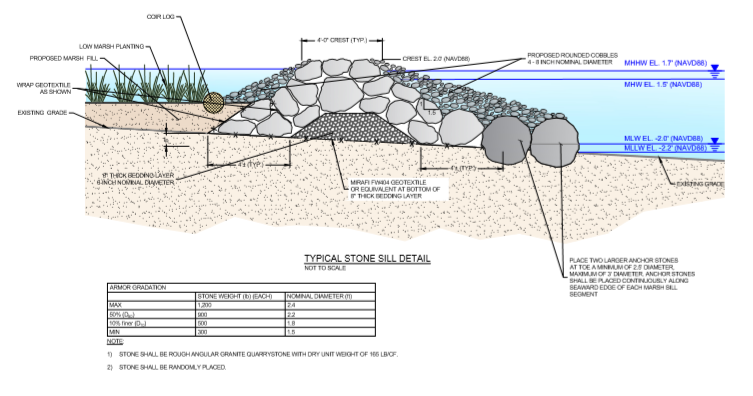 COIR LOG
4'-0" CREST (TYP.)
LOW MARSH PLANTING
CREST EL. 2.0' (NAVD88)
PROPOSED MARSH FILL
PROPOSED ROUNDED COBBLES
4 - 8 INCH NOMINAL DIAMETER
MHHW EL. 1.7' (NAVD88)
MHW EL. 1.5' (NAVD88)
WRAP GEOTEXTILE
AS SHOWN
EXISTING GRADE
1
1.5
MLW EL. -2.0' (NAVD88)
MLLW EL. -2.2' (NAVD88)
(TYP.)
(TYP.)
THICK BEDDING LAYER
6-INCH NOMINAL DIAMETER
MIRAFI FW404 GEOTEXTILE
OR EQUIVALENT AT BOTTOM OF
8" THICK BEDDING LAYER
EXISTING GRADE
TYPICAL STONE SILL DETAIL
NOT TO SCALE
PLACE TWO LARGER ANCHOR STONES
AT TOE A MINIMUM OF 2.5' DIAMETER,
MAXIMUM OF 3' DIAMETER. ANCHOR STONES
SHALL BE PLACED CONTINUOUSLY ALONG
SEAWARD EDGE OF EACH MARSH SILL
SEGMENT
ARMOR GRADATION
STONE WEIGHT (lb) (EACH) NOMINAL DIAMETER (ft)
MAX 1,200 2.4
50% 900 2.2
10% finer 500 1.8
MIN 300 1.5
NOTE:
1) STONE SHALL BE ROUGH ANGULAR GRANITE QUARRYSTONE WITH DRY UNIT WEIGHT OF 165 LB/CF.
2) STONE SHALL BE RANDOMLY PLACED.